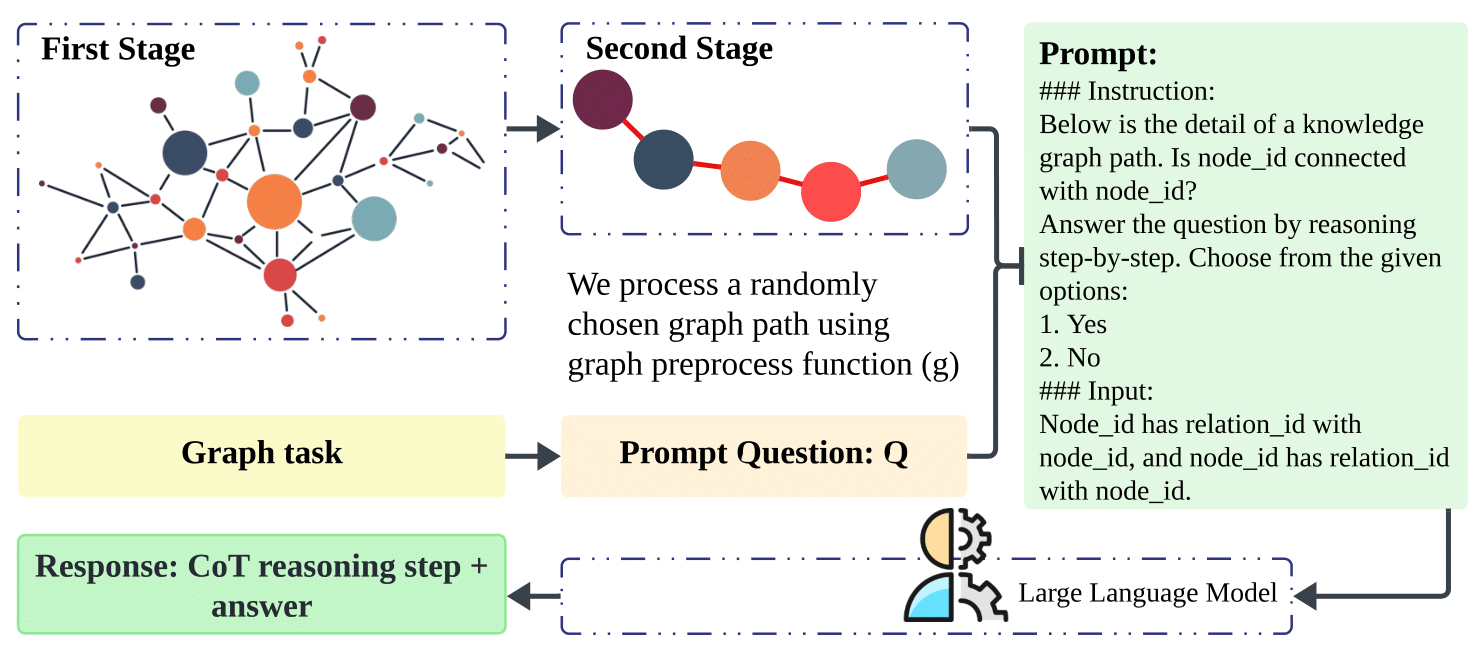 First Stage
Second Stage
We process a randomly
chosen graph path using
graph preprocess function (g)
Graph task
Prompt Question: Q
Prompt:
### Instruction:
Below is the detail of a knowledge
graph path. Is node_id connected
with node_id?
Answer the question by reasoning
step-by-step. Choose from the given
options:
1. Yes
2. No
### Input:
Node_id has relation_id with
node_id, and node_id has relation_id
with node_id.
Large Language Model
Response: CoT reasoning step +
answer